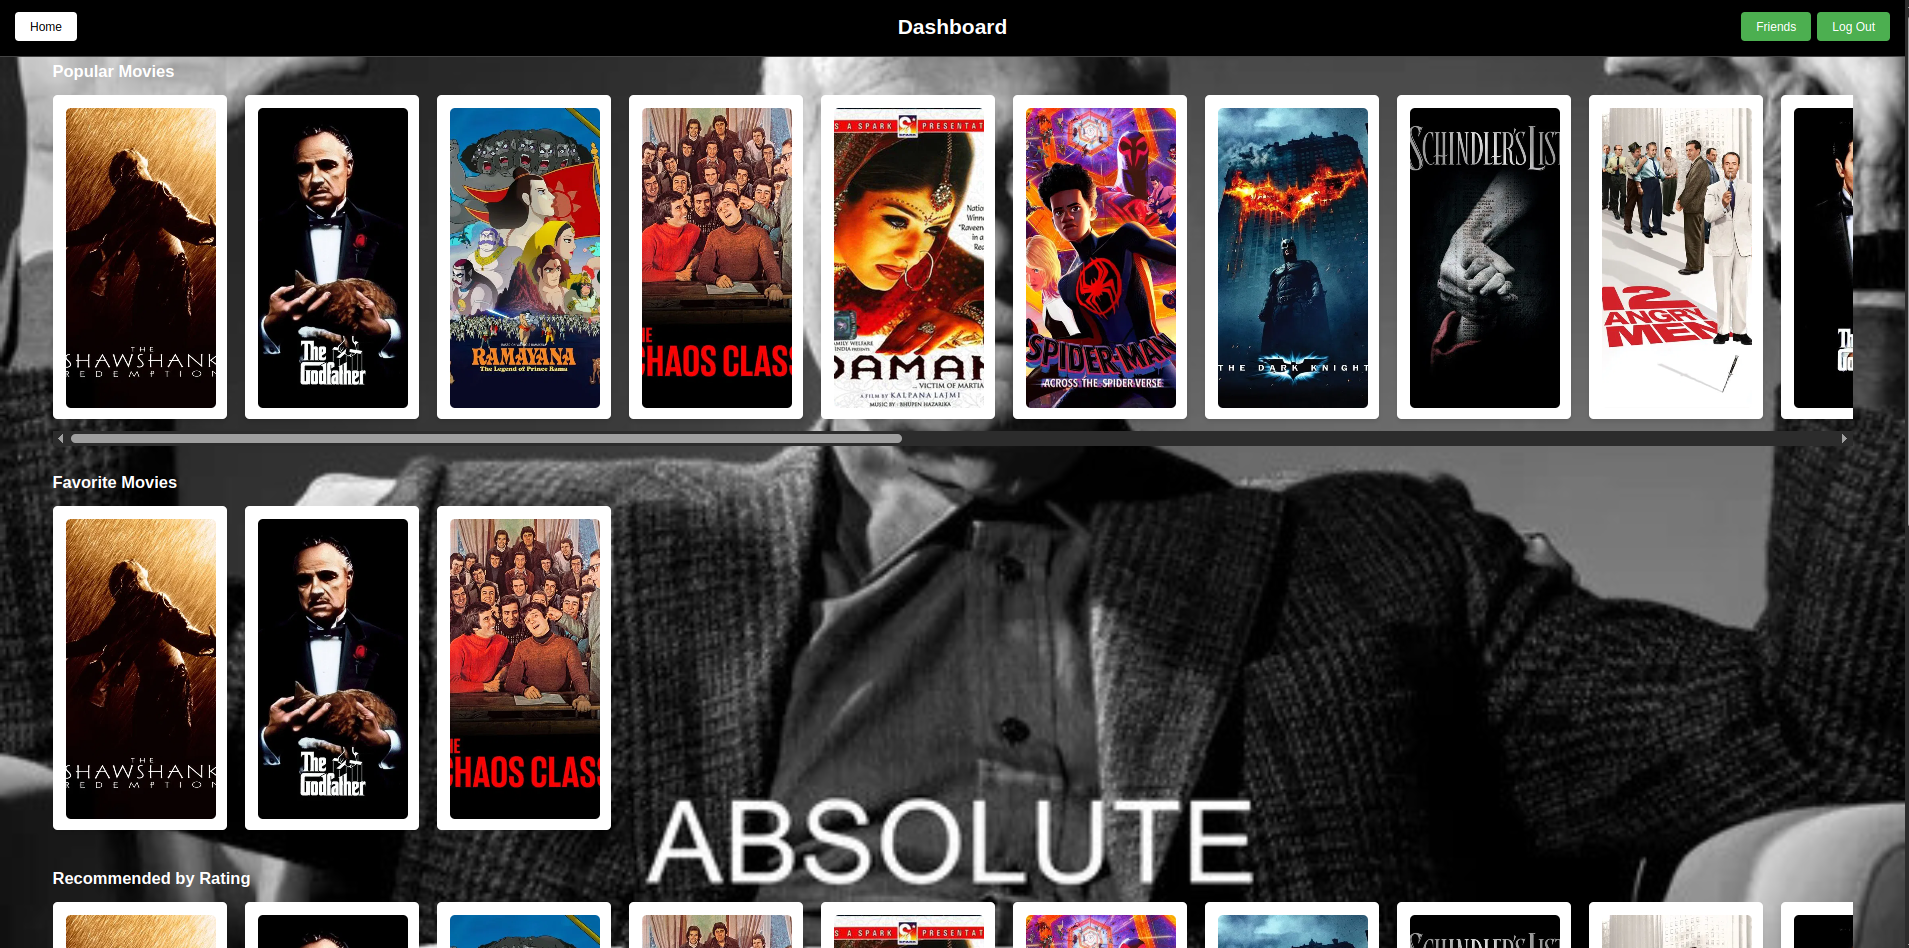 Home
Dashboard
Friends
Log Out
Popular Movies
THE
SHAWSHANK
REDEMPTION
The
Godfather
RAMAYANA
The Legend of Prince Rama
HE
CHAOS CLASS
S A SPARK PRESENTAT
DAMAN
... VICTIM OF MARITA
A FILM BY KALPANA LAJMI
MUSIC BY : BHUPEN HAZARIKA
SPIDER-MAN
ACROSS THE SPIDER-VERSE
THE DARK KNIGHT
SCHINDLER'S LIST
12
ANGRY
MEN
Favorite Movies
THE
SHAWSHANK
REDEMPTION
The
Godfather
HE
CHAOS CLASS
ABSOLUTE
Recommended by Rating
S A SPARK PRESENTAT
SCHINDLER'S LIST